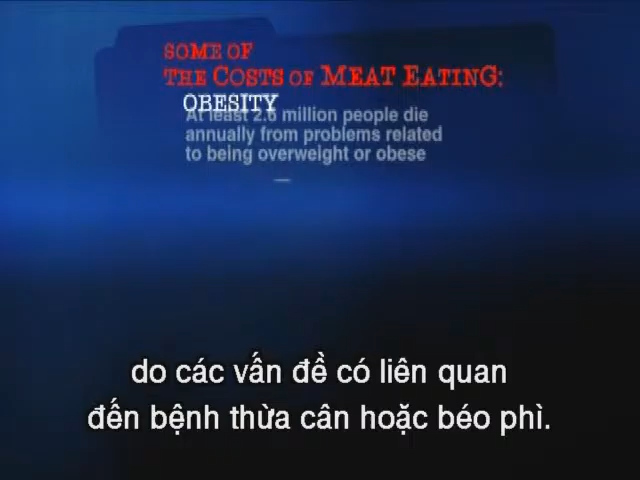 SOME OF
THE COSTS OF MEAT EATING:
OBESITY
At least 2.6 million people die
annually from problems related
to being overweight or obese
do các vấn đề có liên quan
đến bệnh thừa cân hoặc béo phì.